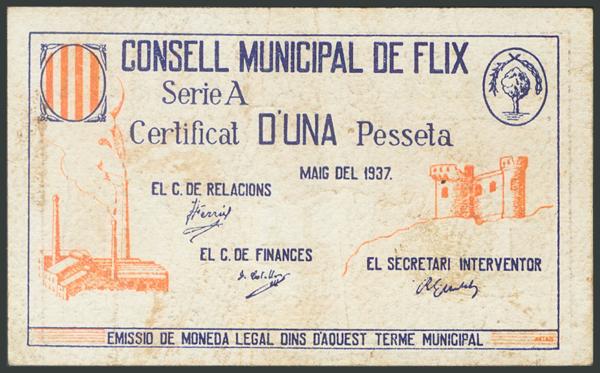 CONSELL MUNICIPAL DE FLIX
Serie A
Certificat D'UNA Pesseta
MAIG DEL 1937.
EL C. DE RELACIONS
EL C. DE FINANCES
EL SECRETARI INTERVENTOR
EMISSIO DE MONEDA LEGAL DINS D'AQUEST TERME MUNICIPAL